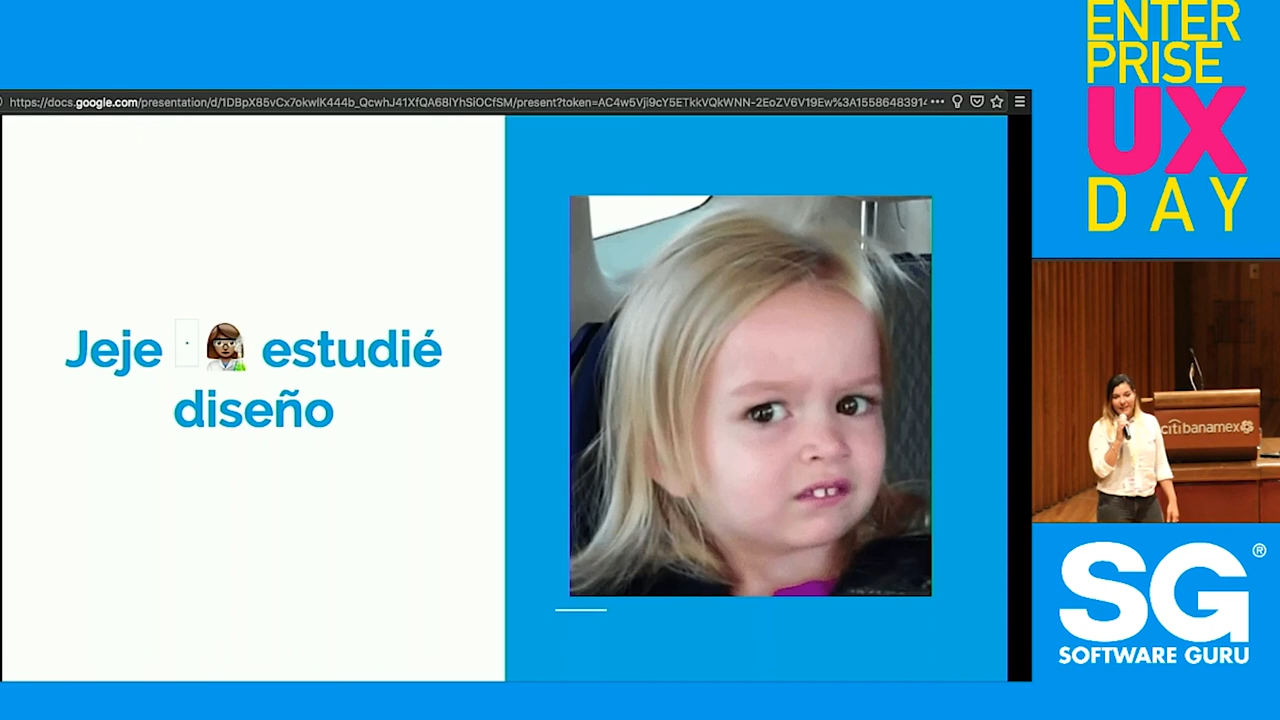 https://docs.google.com/presentation/d/1DBpX85vCx7okwlK444b_QcwhJ41XfQA68lYhSiOCfSM/present?token=AC4w5Vji9cY5ETkkVQkWNN-2EoZV6V19Ew%3A1558648391
Jeje estudié
diseño
ENTER
PRISE
UX
DAY
citibanamex
SG®
SOFTWARE GURU